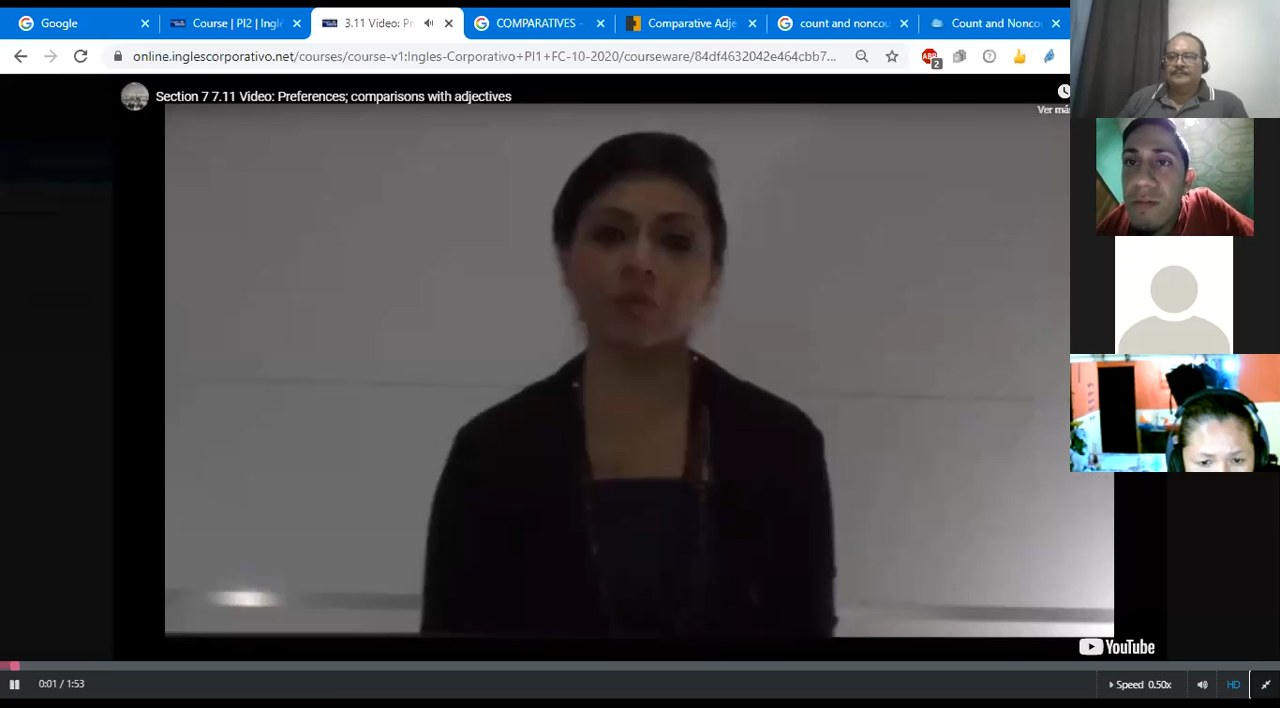 Google
Course | PI2 | Ingl
3.11 Video: Pr
COMPARATIVES -
Comparative Adje
count and noncou
Count and Nonco
online.inglescorporativo.net/courses/course-v1:Ingles-Corporativo+PI1+FC-10-2020/courseware/84df4632042e464cbb7...
ABP
2
Section 7 7.11 Video: Preferences; comparisons with adjectives
Ver más
YouTube
0:01 / 1:53
Speed 0.50x
HD